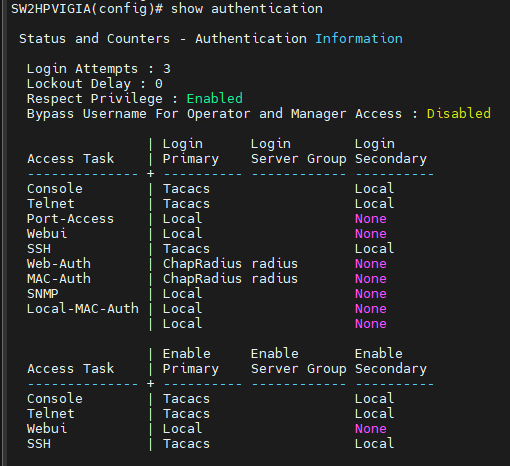 SW2HPVIGIA(config)# show authentication
Status and Counters - Authentication Information
Login Attempts : 3
Lockout Delay : 0
Respect Privilege : Enabled
Bypass Username For Operator and Manager Access : Disabled
               | Login      Login        Login
Access Task    | Primary    Server Group Secondary
-------------- + ---------- ------------ ----------
Console        | Tacacs                  Local
Telnet         | Tacacs                  Local
Port-Access    | Local                   None
Webui          | Local                   None
SSH            | Tacacs                  Local
Web-Auth       | ChapRadius radius       None
MAC-Auth       | ChapRadius radius       None
SNMP           | Local                   None
Local-MAC-Auth | Local                   None
               | Local                   None
               | Enable     Enable       Enable
Access Task    | Primary    Server Group Secondary
-------------- + ---------- ------------ ----------
Console        | Tacacs                  Local
Telnet         | Tacacs                  Local
Webui          | Local                   None
SSH            | Tacacs                  Local